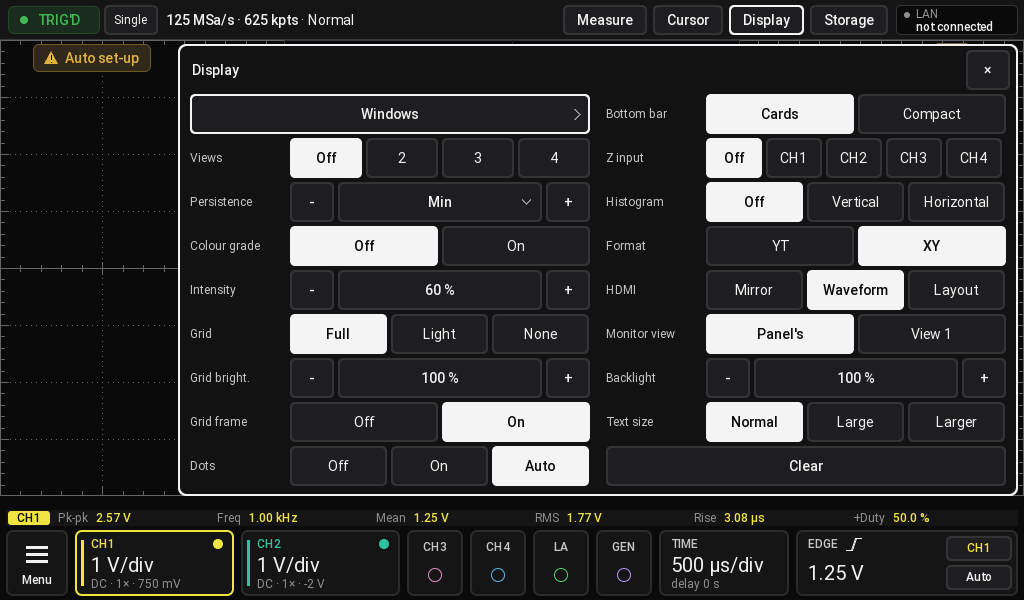 TRIG'D
Single
125 MSa/s · 625 kpts · Normal
Measure
Cursor
Display
Storage
LAN
not connected
Auto set-up
Display
×
Windows
Views
Off
2
3
4
Persistence
-
Min
+
Colour grade
Off
On
Intensity
-
60 %
+
Grid
Full
Light
None
Grid bright.
-
100 %
+
Grid frame
Off
On
Dots
Off
On
Auto
Bottom bar
Cards
Compact
Z input
Off
CH1
CH2
CH3
CH4
Histogram
Off
Vertical
Horizontal
Format
YT
XY
HDMI
Mirror
Waveform
Layout
Monitor view
Panel's
View 1
Backlight
-
100 %
+
Text size
Normal
Large
Larger
Clear
CH1 Pk-pk 2.57 V Freq 1.00 kHz Mean 1.25 V RMS 1.77 V Rise 3.08 µs +Duty 50.0 %
Menu
CH1
1 V/div
DC · 1× · 750 mV
CH2
1 V/div
DC · 1× · -2 V
CH3
CH4
LA
GEN
TIME
500 µs/div
delay 0 s
EDGE
1.25 V
CH1
Auto